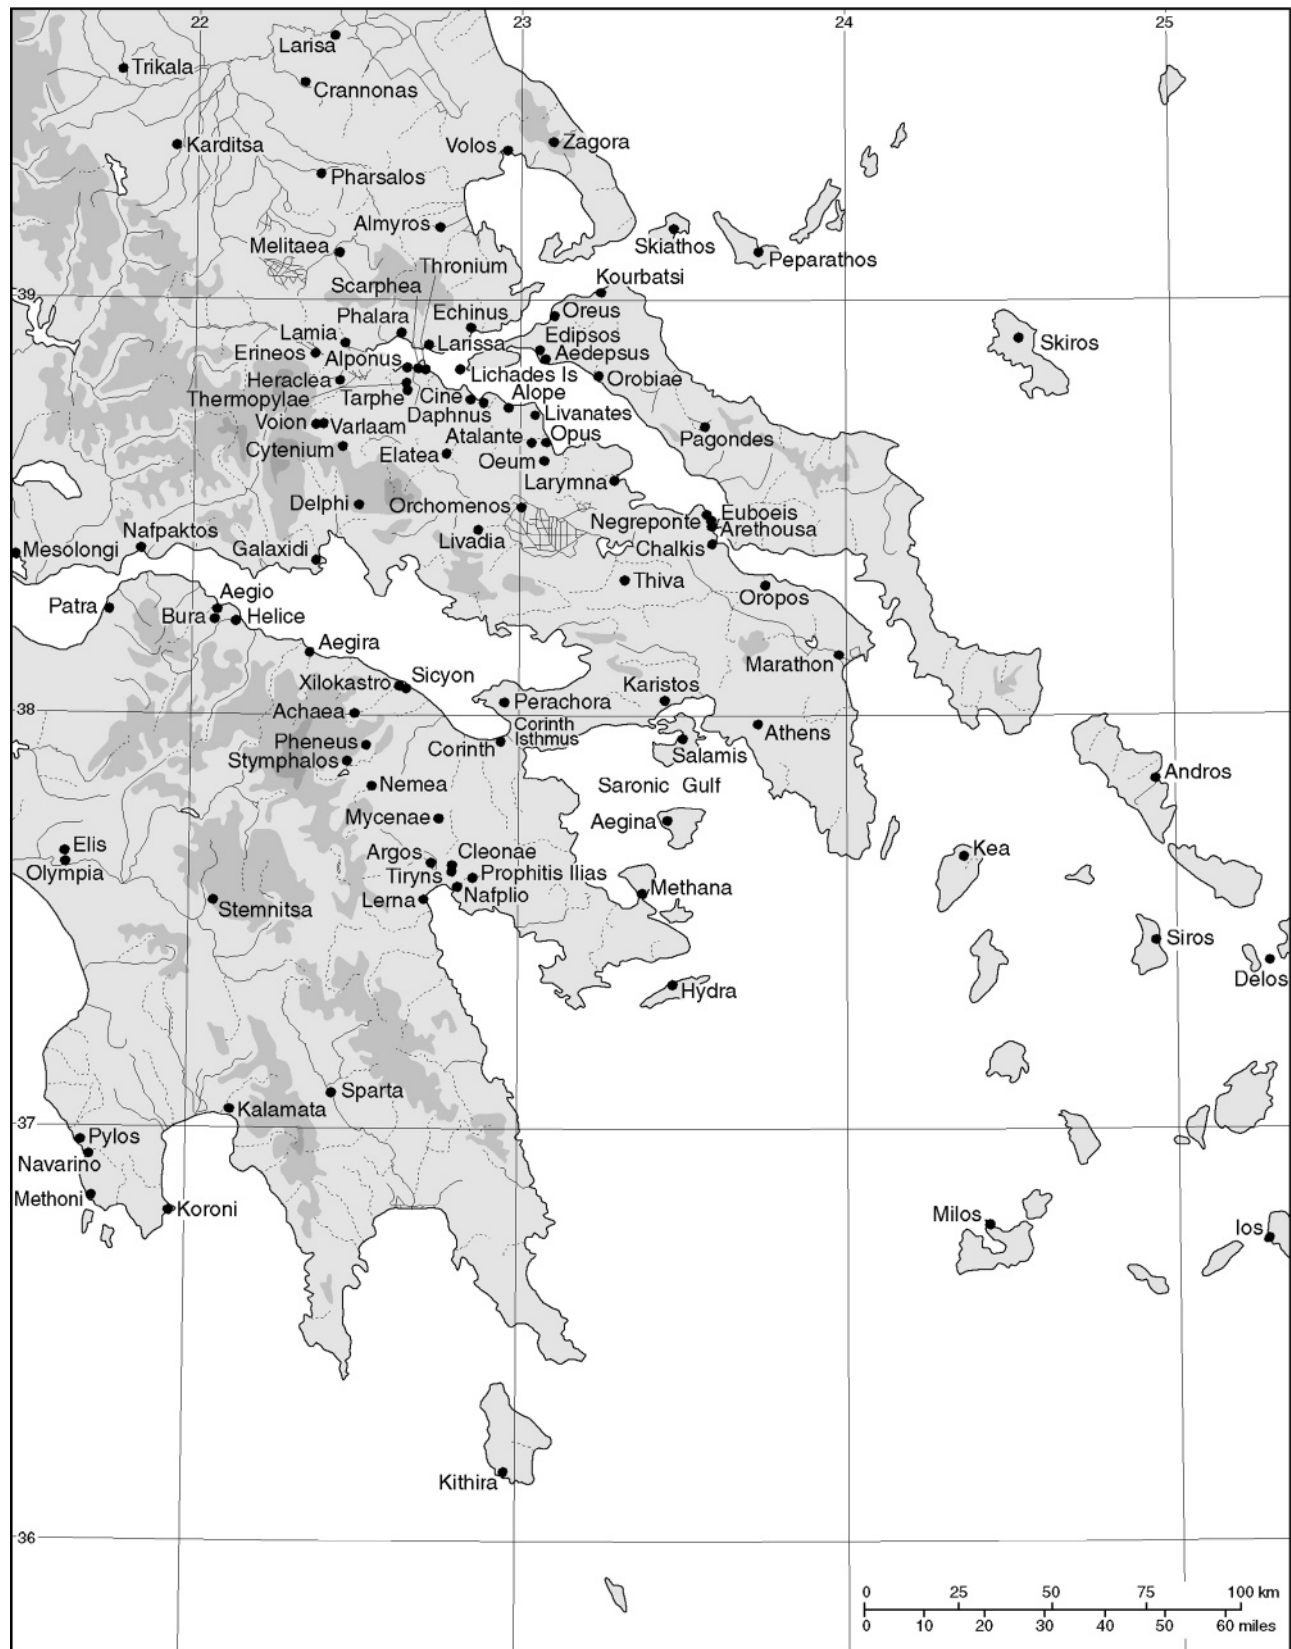 22 23 24 25
Larisa
Trikala
Crannonas
Karditsa
Volos
Zagora
Pharsalos
Almyros
Skiathos
Melitaea
Peparathos
Thronium
Kourbatsi
Scarphea
39
Phalara
Echinus
Oreus
Lamia
Larissa
Edipsos
Skiros
Erineos
Alponus
Aedepsus
Heraclea
Lichades Is
Orobiae
Thermopylae
Tarphe
Cine
Alope
Daphnus
Livanates
Voion
Varlaam
Atalante
Opus
Pagondes
Cytenium
Elatea
Oeum
Larymna
Delphi
Orchomenos
Euboeis
Negreponte
Arethousa
Nafpaktos
Livadia
Mesolongi
Galaxidi
Chalkis
Thiva
Oropos
Aegio
Patra
Bura
Helice
Aegira
Marathon
Sicyon
Xilokastro
Karistos
Perachora
38
Achaea
Corinth
Isthmus
Athens
Pheneus
Corinth
Salamis
Stymphalos
Andros
Nemea
Saronic Gulf
Mycenae
Aegina
Elis
Argos
Cleonae
Kea
Olympia
Tiryns
Prophitis Ilias
Methana
Nafplio
Stemnitsa
Lerna
Siros
Delos
Hydra
Sparta
Kalamata
37
Pylos
Navarino
Methoni
Koroni
Milos
Ios
Kithira
36
0 25 50 75 100 km
0 10 20 30 40 50 60 miles